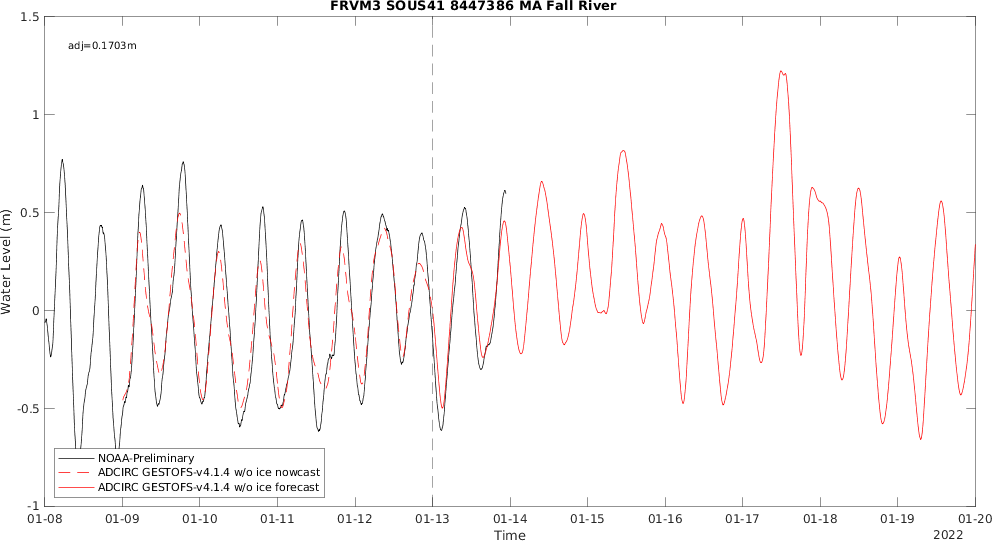 FRVM3 SOUS41 8447386 MA Fall River
adj=0.1703m
1.5
1
0.5
0
-0.5
-1
Water Level (m)
NOAA-Preliminary
ADCIRC GESTOFS-v4.1.4 w/o ice nowcast
ADCIRC GESTOFS-v4.1.4 w/o ice forecast
01-08 01-09 01-10 01-11 01-12 01-13 01-14 01-15 01-16 01-17 01-18 01-19 01-20
Time
2022